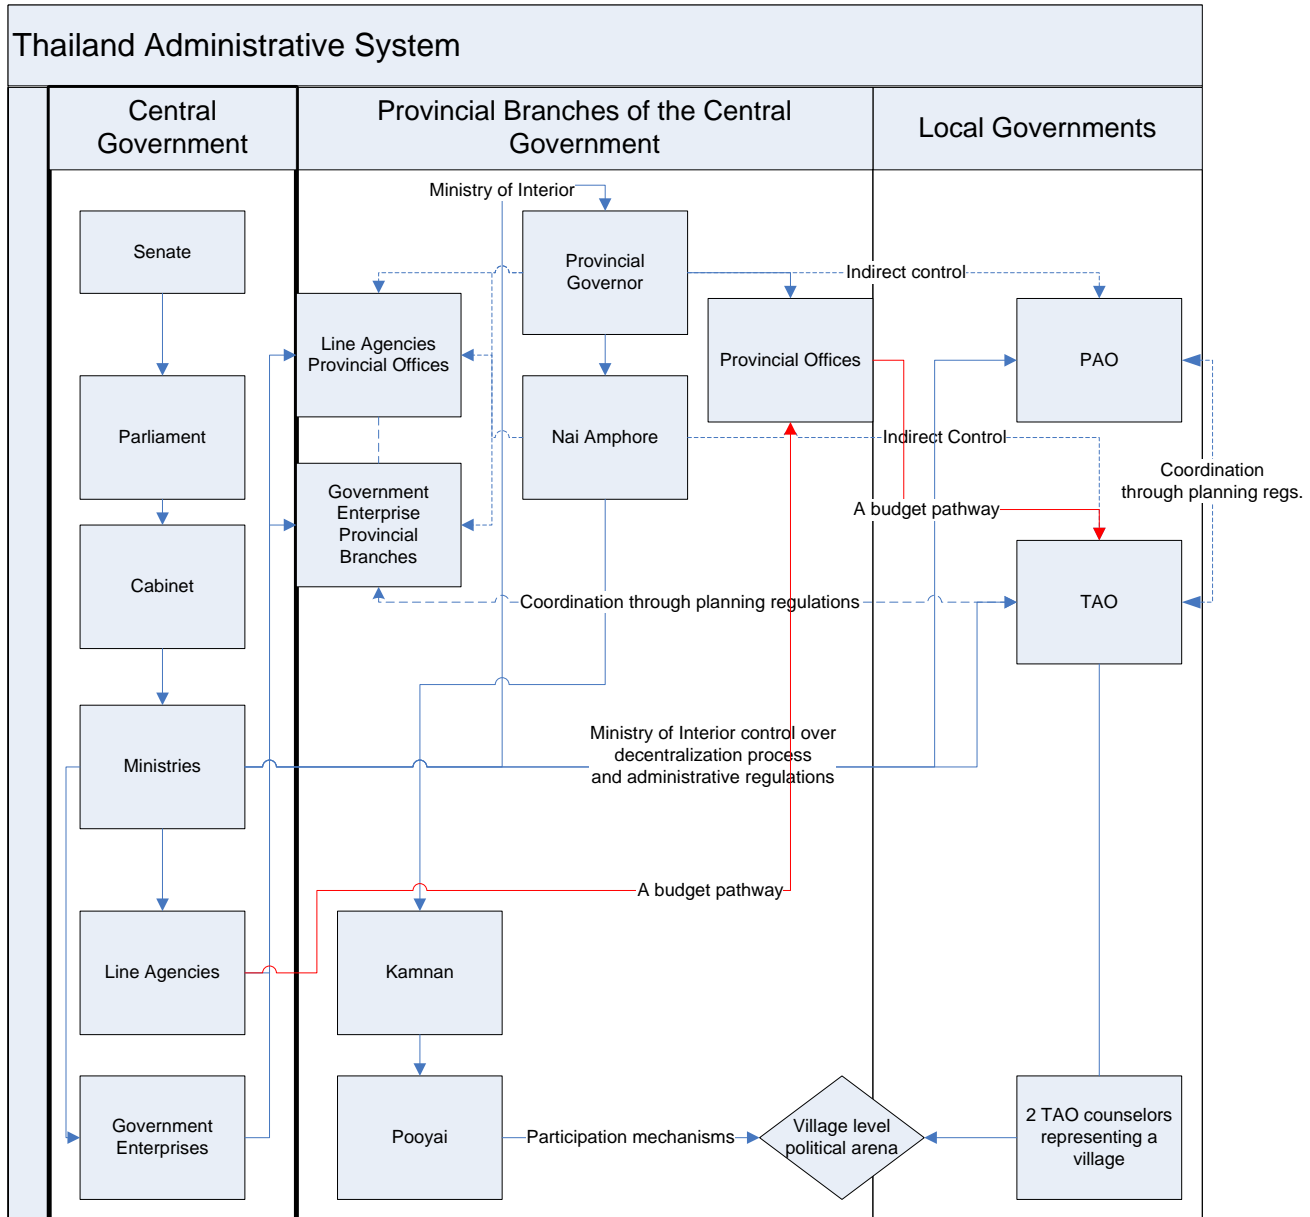 Thailand Administrative System
Central
Government
Provincial Branches of the Central
Government
Local Governments
Ministry of Interior
Senate
Provincial
Governor
Indirect control
Line Agencies
Provincial Offices
Provincial Offices
PAO
Parliament
Nai Amphore
Indirect Control
Coordination
through planning regs.
Government
Enterprise
Provincial
Branches
A budget pathway
Cabinet
Coordination through planning regulations
TAO
Ministries
Ministry of Interior control over
decentralization process
and administrative regulations
A budget pathway
Line Agencies
Kamnan
Government
Enterprises
Pooyai
Participation mechanisms
Village level
political arena
2 TAO counselors
representing a
village